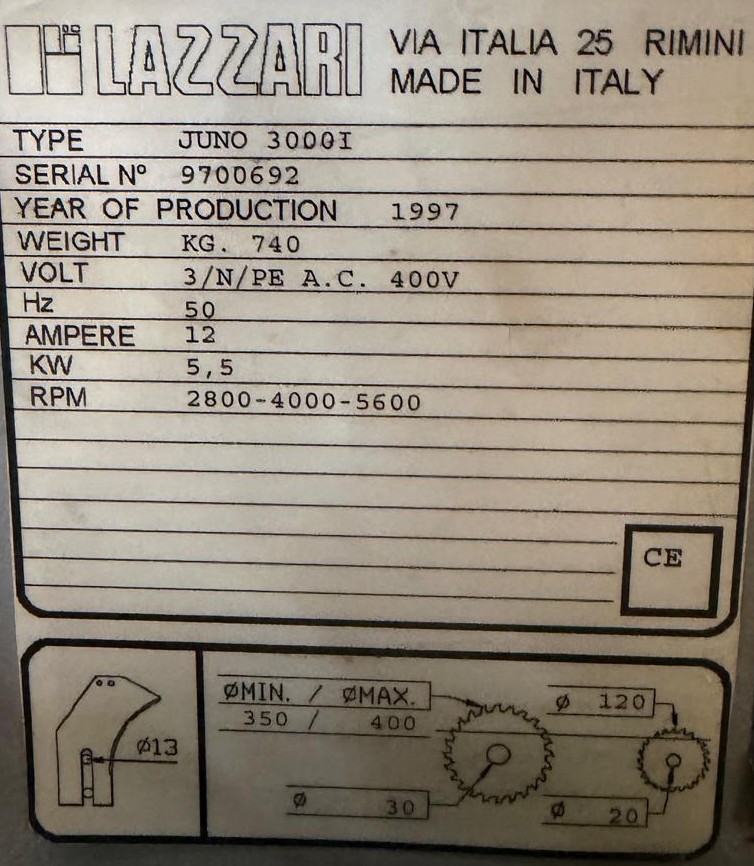 LAZZARI VIA ITALIA 25 RIMINI
MADE IN ITALY
TYPE JUNO 3000I
SERIAL Nº 9700692
YEAR OF PRODUCTION 1997
WEIGHT KG. 740
VOLT 3/N/PE A.C. 400V
Hz 50
AMPERE 12
KW 5,5
RPM 2800-4000-5600
CE
ØMIN. / ØMAX.
350 / 400
Ø 120
Ø13
Ø 30
Ø 20